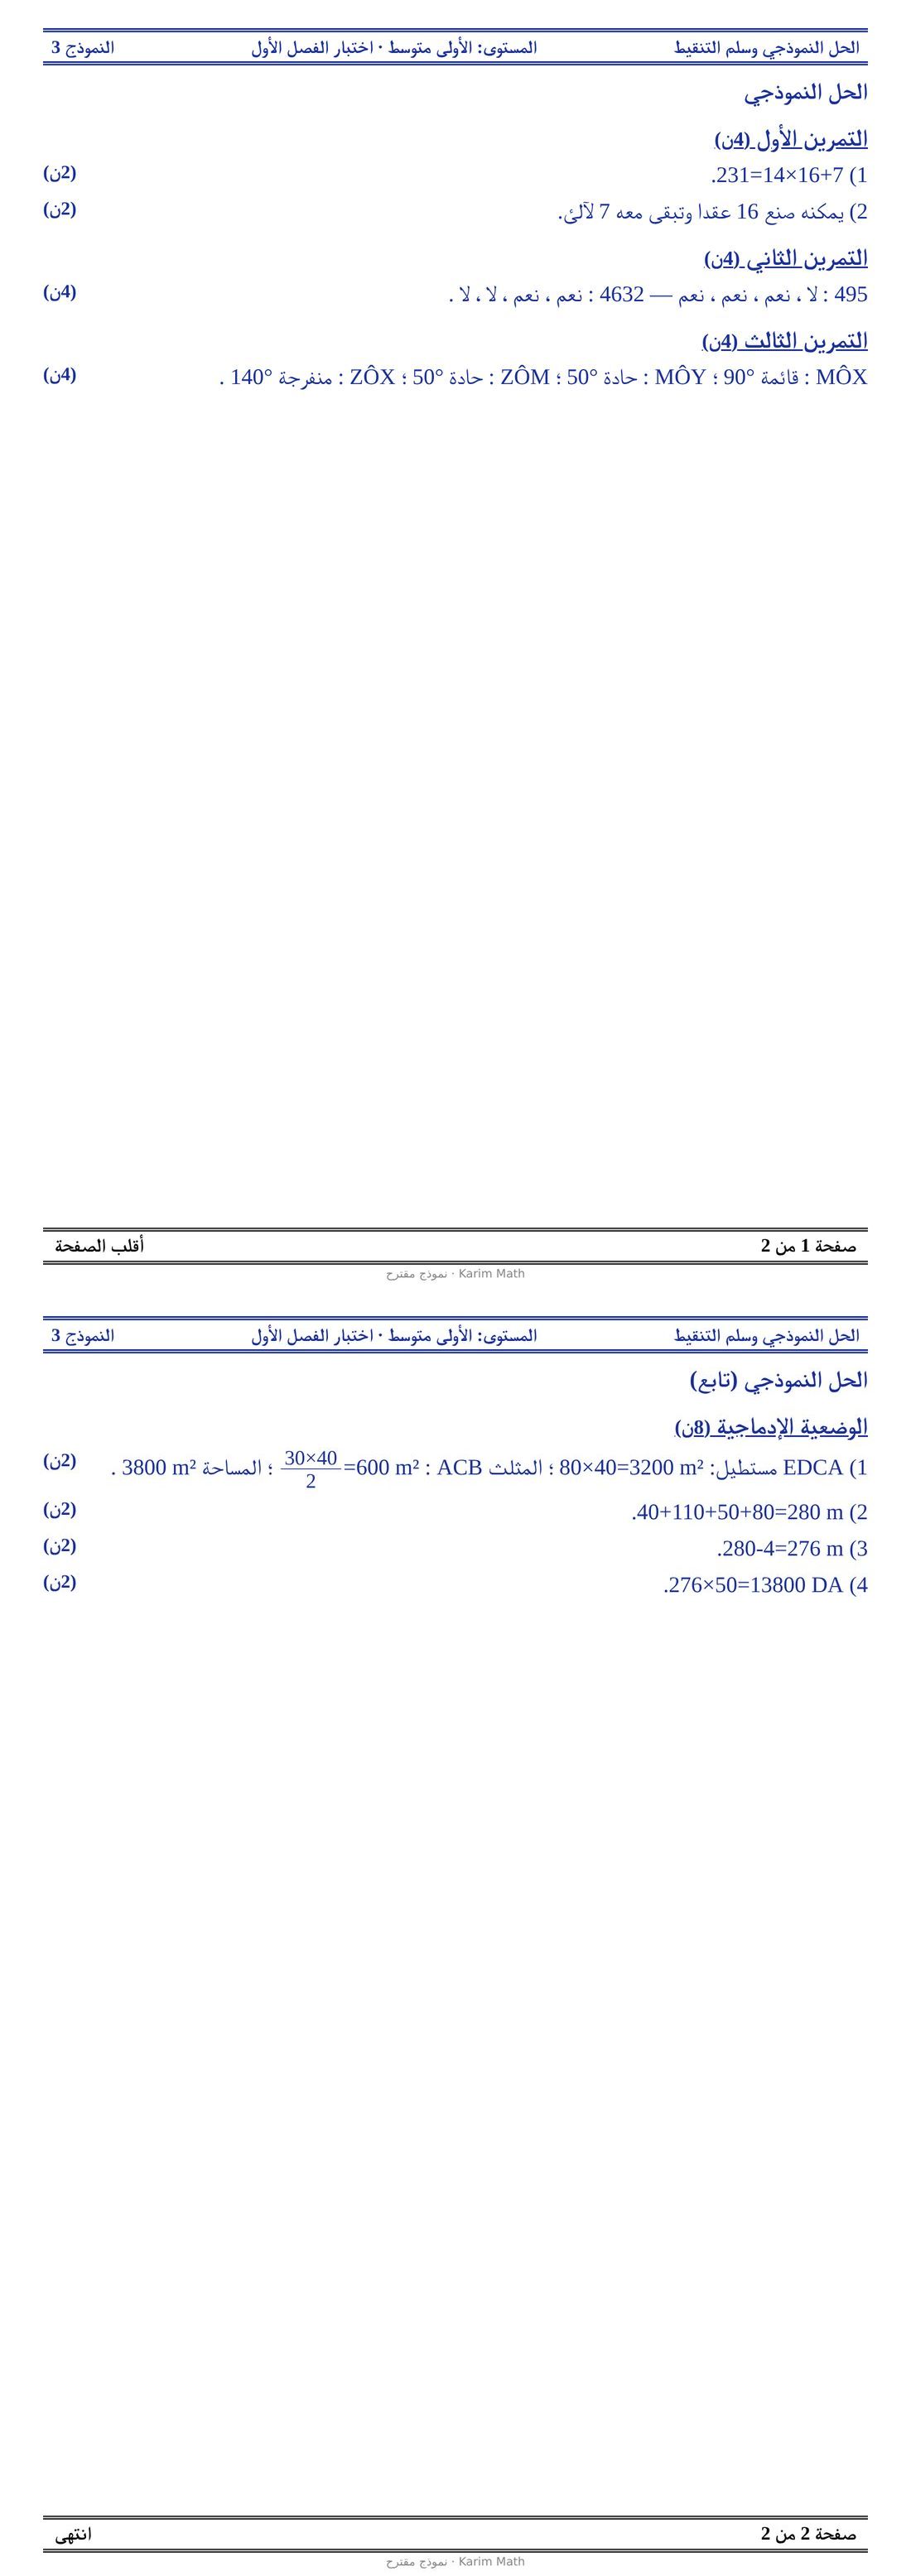 الحل النموذجي وسلم التنقيط المستوى: الأولى متوسط · اختبار الفصل الأول النموذج 3
الحل النموذجي
التمرين الأول (4ن)
1) 231=14×16+7. (2ن)
2) يمكنه صنع 16 عقدا وتبقى معه 7 لآلئ. (2ن)
التمرين الثاني (4ن)
495 : لا ، نعم ، نعم ، نعم — 4632 : نعم ، نعم ، لا ، لا . (4ن)
التمرين الثالث (4ن)
MÔX : قائمة 90° ؛ MÔY : حادة 50° ؛ ZÔM : حادة 50° ؛ ZÔX : منفرجة 140° . (4ن)
صفحة 1 من 2 أقلب الصفحة
Karim Math · نموذج مقترح
الحل النموذجي وسلم التنقيط المستوى: الأولى متوسط · اختبار الفصل الأول النموذج 3
الحل النموذجي (تابع)
الوضعية الإدماجية (8ن)
1) EDCA مستطيل: 80×40=3200 m² ؛ المثلث ACB : 30×40/2=600 m² ؛ المساحة 3800 m² . (2ن)
2) 40+110+50+80=280 m. (2ن)
3) 280-4=276 m. (2ن)
4) 276×50=13800 DA. (2ن)
صفحة 2 من 2 انتهى
Karim Math · نموذج مقترح